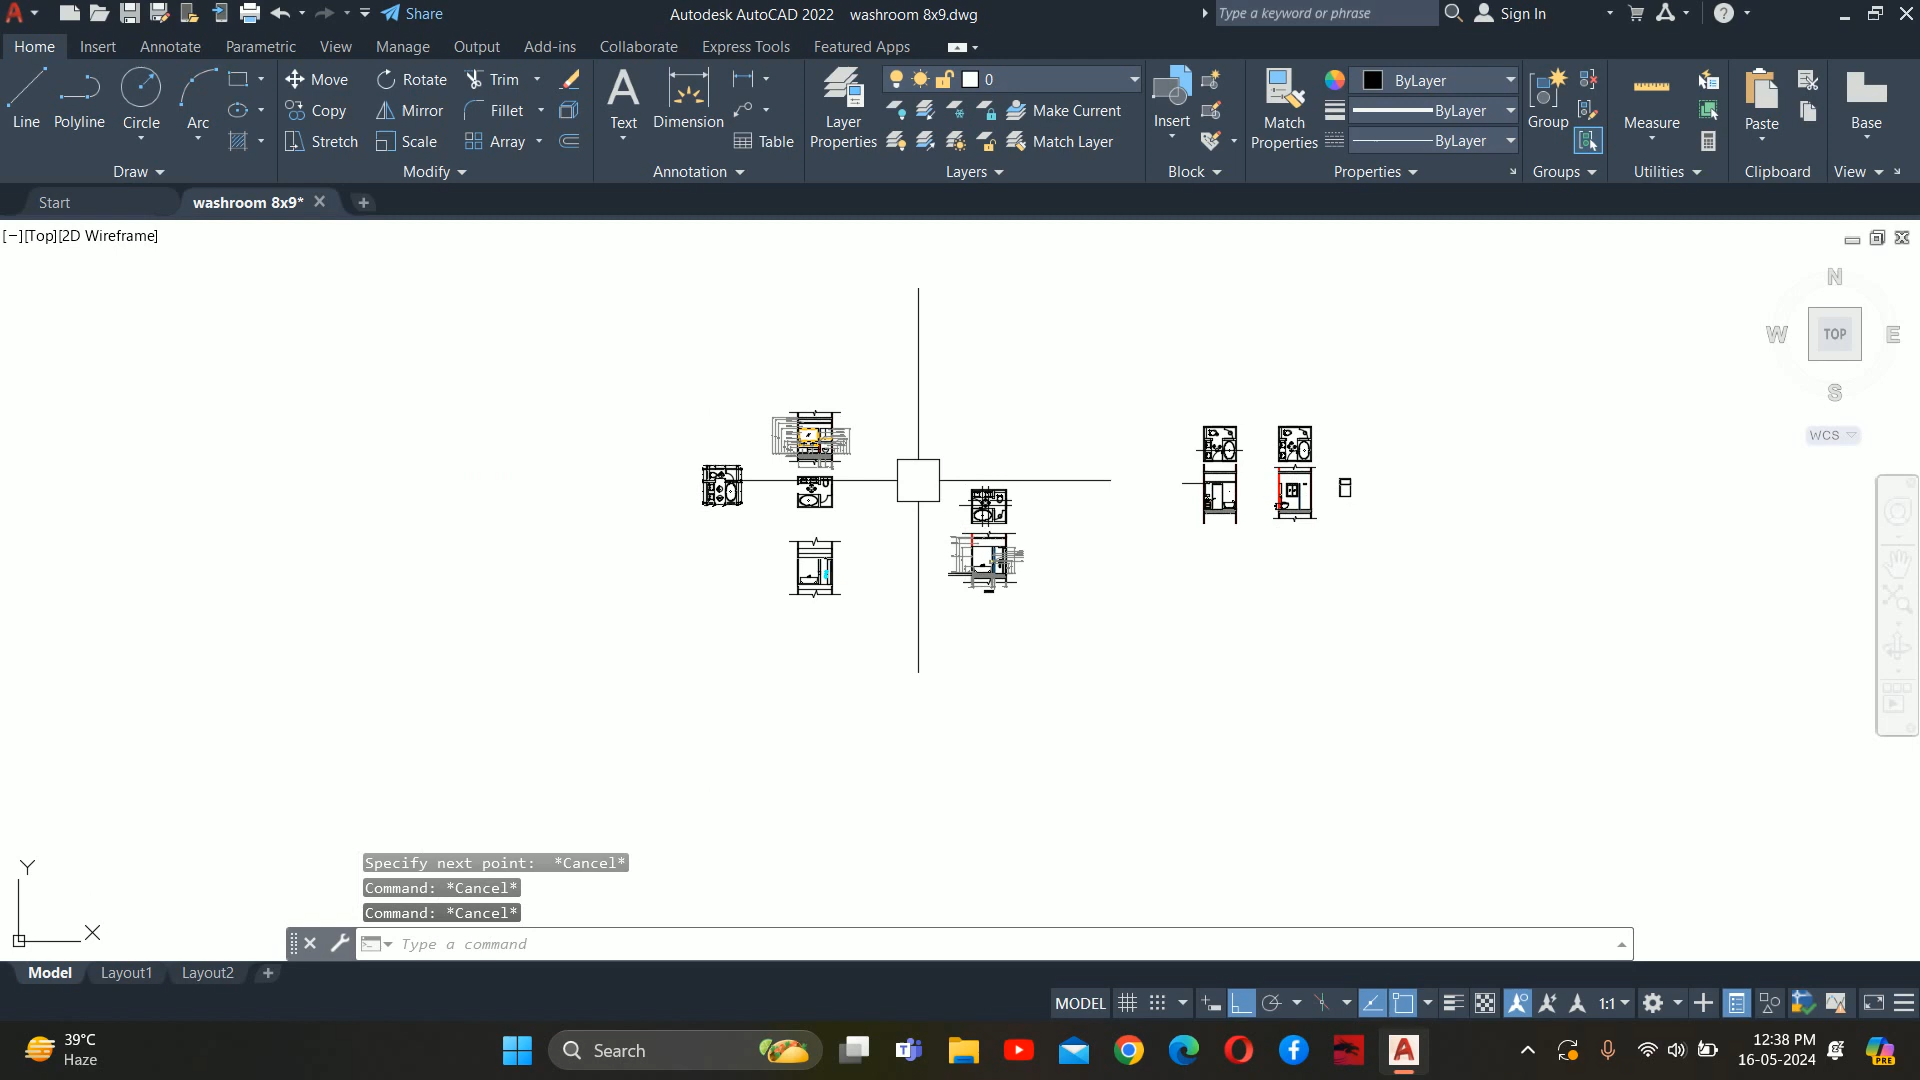 Share
Autodesk AutoCAD 2022 washroom 8x9.dwg
Type a keyword or phrase
Sign In
Home Insert Annotate Parametric View Manage Output Add-ins Collaborate Express Tools Featured Apps
Line Polyline Circle Arc
Draw
Move Rotate Trim
Copy Mirror Fillet
Stretch Scale Array
Modify
Text Dimension Table
Annotation
Layer Properties
0
Make Current
Match Layer
Layers
Insert
Block
Match Properties
ByLayer
ByLayer
ByLayer
Properties
Group
Groups
Measure
Utilities
Paste
Clipboard
Base
View
Start washroom 8x9*
[−][Top][2D Wireframe]
N
W TOP E
S
WCS
Y
X
Specify next point: *Cancel*
Command: *Cancel*
Command: *Cancel*
Type a command
Model Layout1 Layout2
MODEL 1:1
39°C
Haze
Search
12:38 PM
16-05-2024
PRE